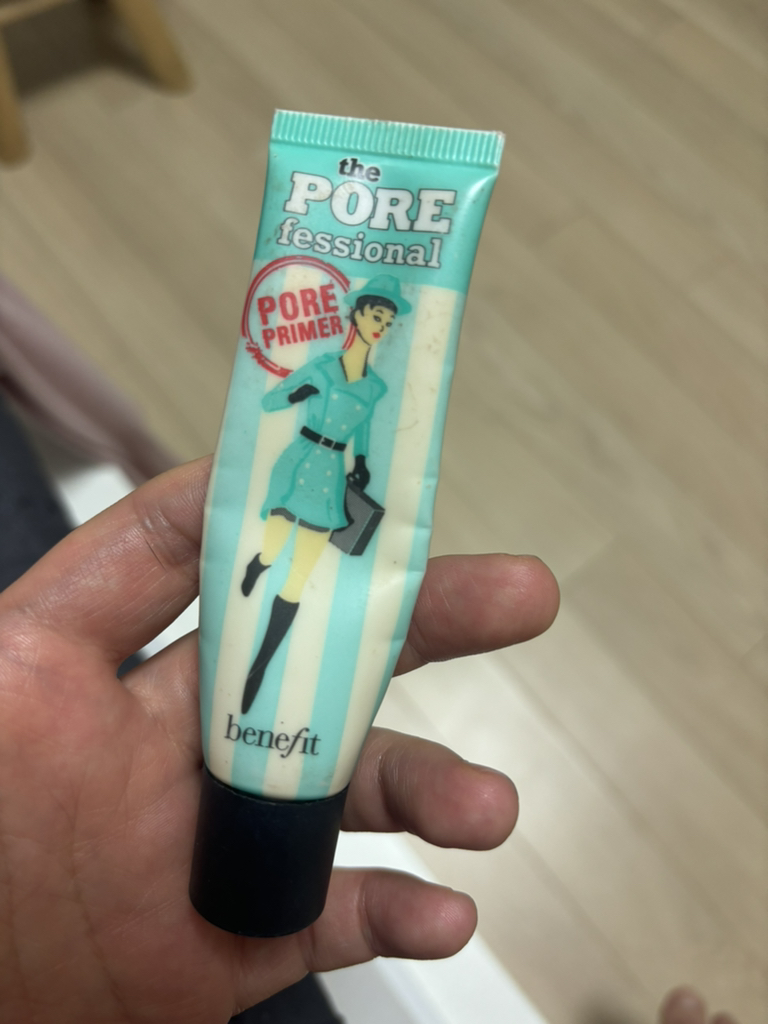 the
PORE
fessional
PORE
PRIMER
benefit